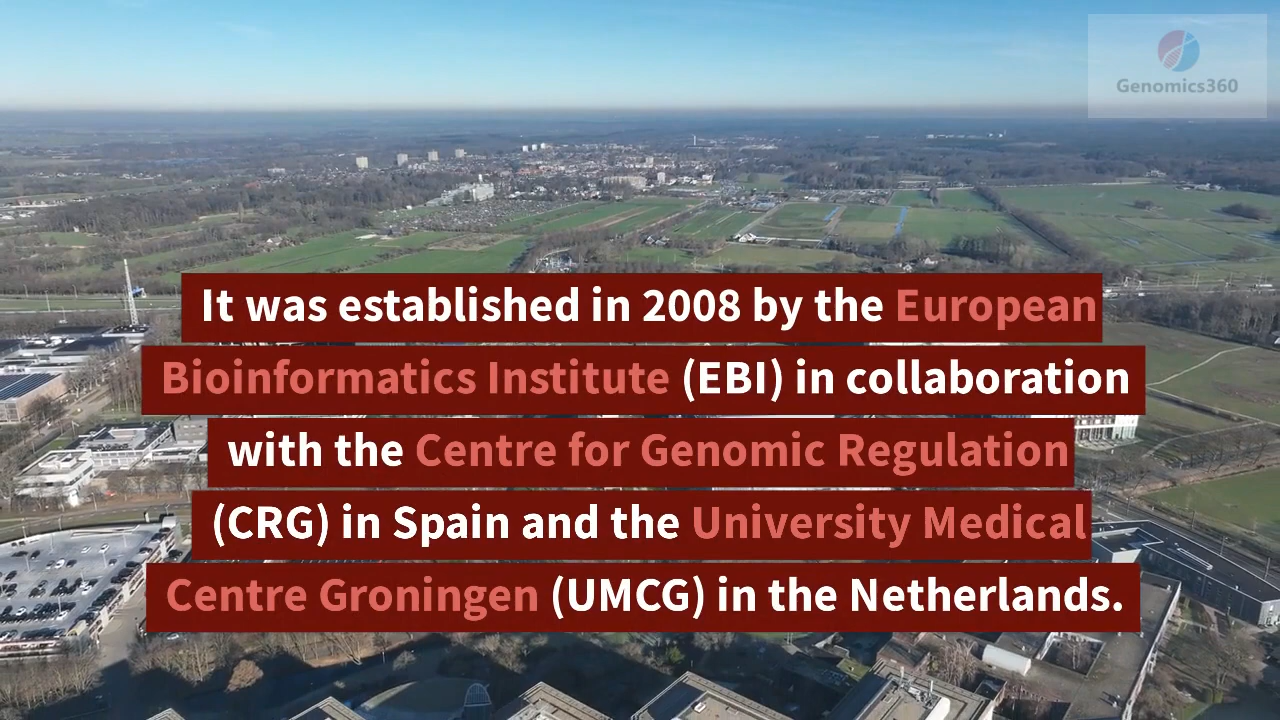 Genomics360
It was established in 2008 by the European
Bioinformatics Institute (EBI) in collaboration
with the Centre for Genomic Regulation
(CRG) in Spain and the University Medical
Centre Groningen (UMCG) in the Netherlands.